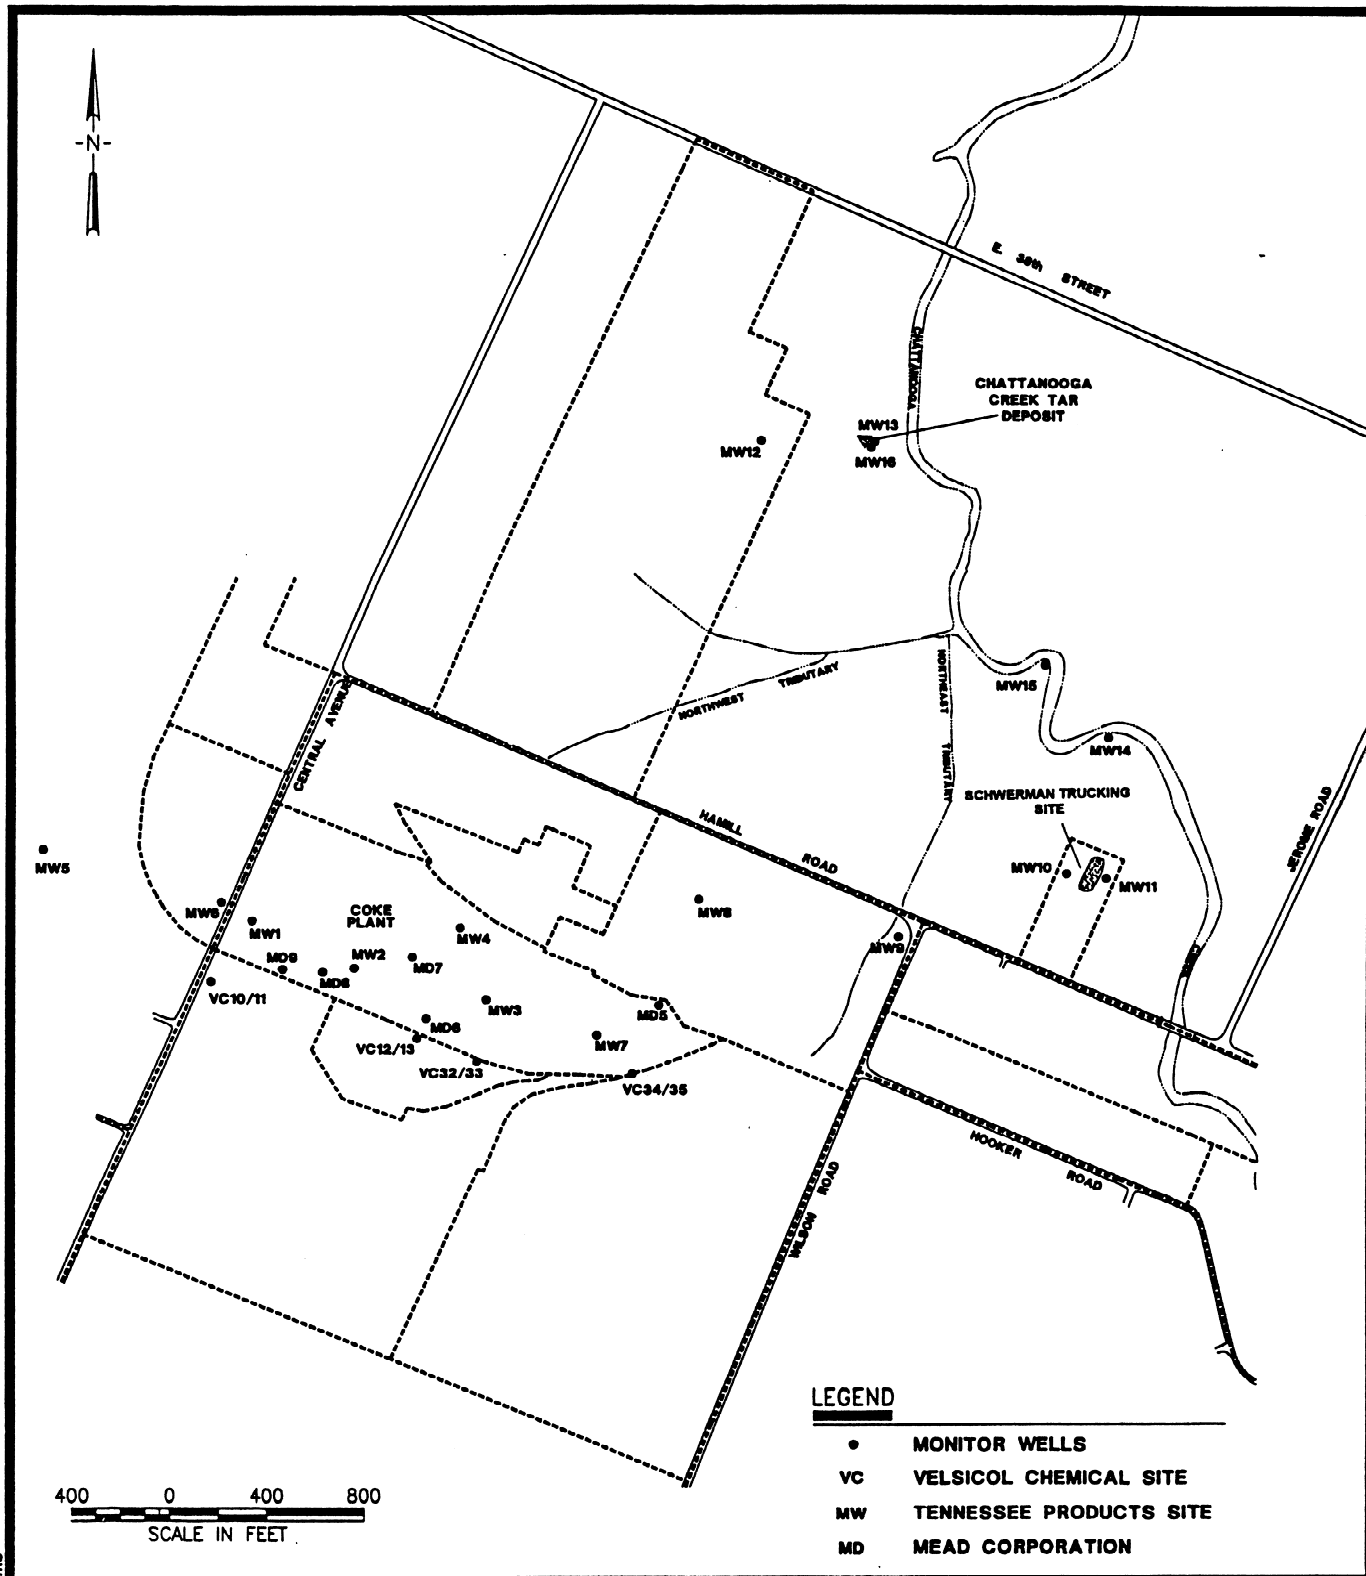 -N-
E. 38th STREET
CHATTANOOGA
CHATTANOOGA
CREEK TAR
DEPOSIT
MW13
MW12
MW16
NORTHWEST TRIBUTARY
NORTHEAST TRIBUTARY
MW15
MW14
CENTRAL AVENUE
SCHWERMAN TRUCKING
SITE
HAMILL ROAD
JEROME ROAD
MW5
MW10
MW11
MW6
COKE
PLANT
MW8
MW1
MW4
MW9
CREEK
MD9
MW2
MD7
MD8
VC10/11
MW3
MD5
MD6
MW7
VC12/13
VC32/33
VC34/35
HOOKER ROAD
WILSON ROAD
LEGEND
MONITOR WELLS
VC VELSICOL CHEMICAL SITE
MW TENNESSEE PRODUCTS SITE
MD MEAD CORPORATION
400 0 400 800
SCALE IN FEET